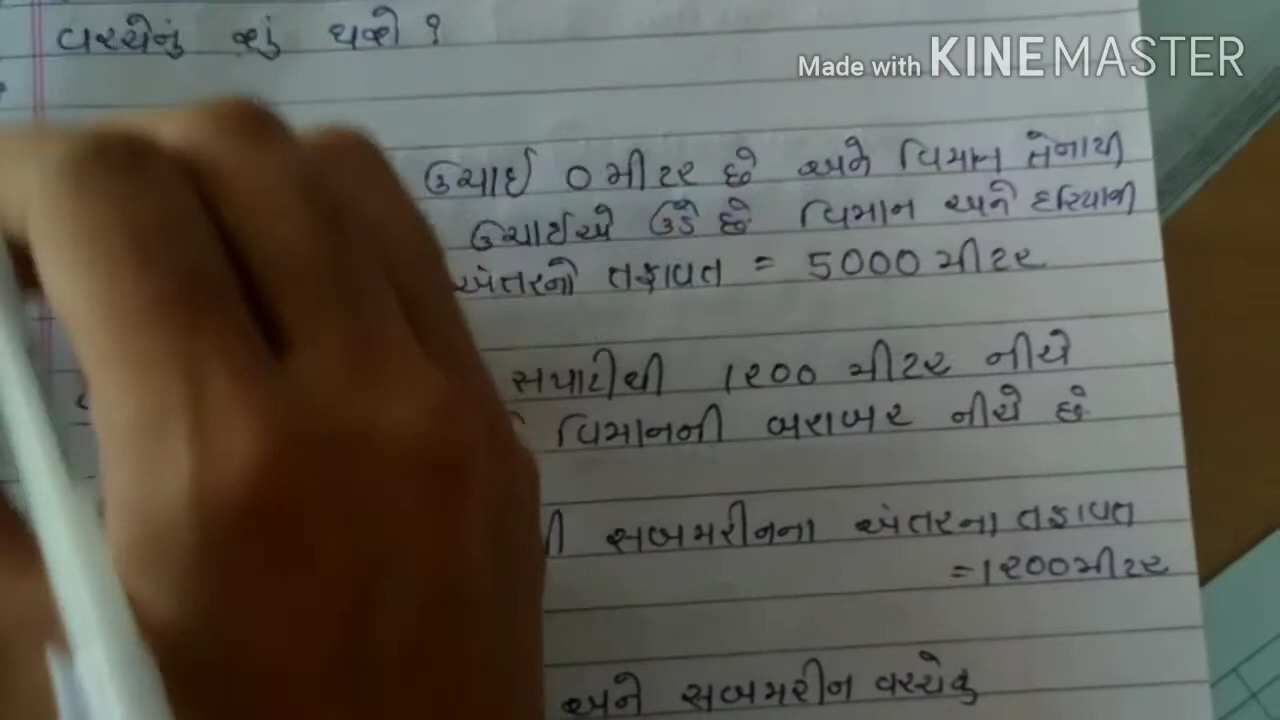 વચ્ચેનું શું થશે ?
Made with KINEMASTER
ઉંચાઈ 0 મીટર છે અને વિમાન તેનાથી
ઉંચાઈએ ઉડે છે વિમાન અને દરિયાની
અંતરનો તફાવત = 5000 મીટર
સપાટીથી 1200 મીટર નીચે
વિમાનની બરાબર નીચે છે
ની સબમરીનના અંતરના તફાવત
= 1200 મીટર
અને સબમરીન વચ્ચેનું